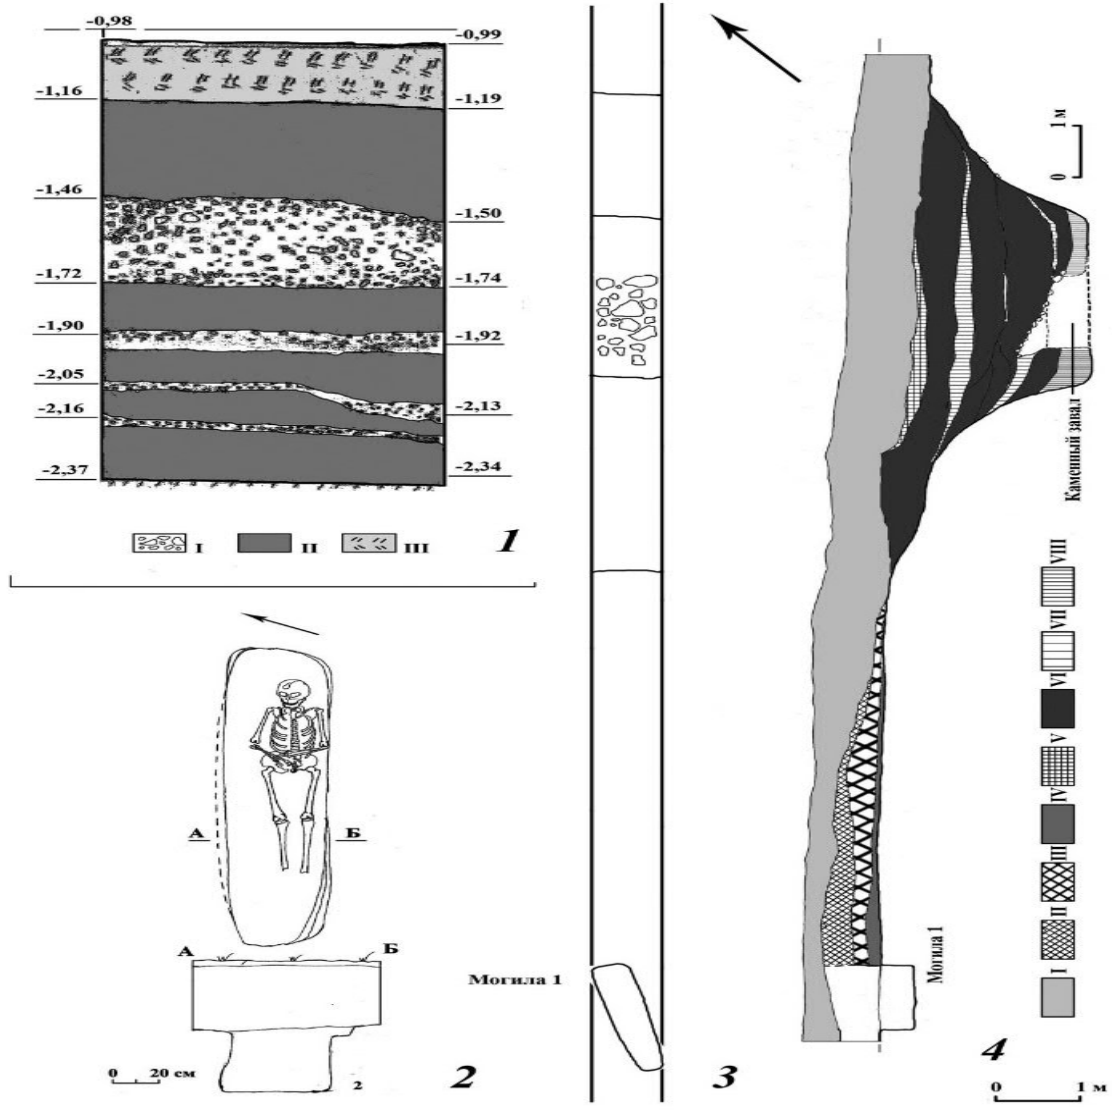 -0,98
-0,99
-1,16
-1,19
-1,46
-1,50
-1,72
-1,74
-1,90
-1,92
-2,05
-2,13
-2,16
-2,37
-2,34
I II III 1
А Б
А Б
0 20 см
2
2
Могила 1
3
0 1 м
Каменный завал
I II III IV V VI VII VIII
Могила 1
4
0 1 м